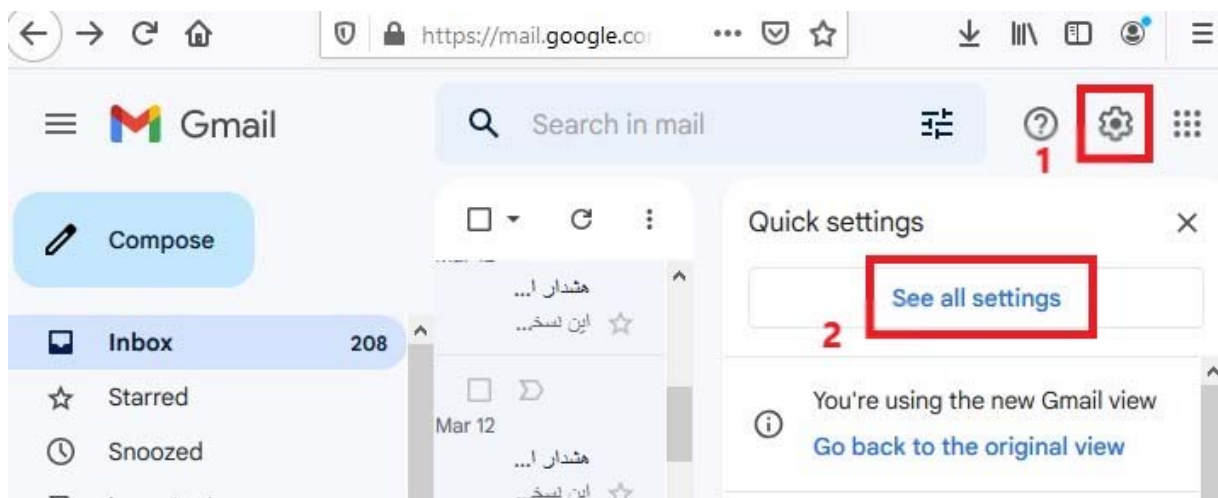 https://mail.google.co
Gmail
Search in mail
1
Compose
Quick settings
See all settings
2
هشدار ا...
این نسخ...
Inbox 208
Starred
Mar 12
You're using the new Gmail view
Go back to the original view
Snoozed
هشدار ا...
این نسخ...